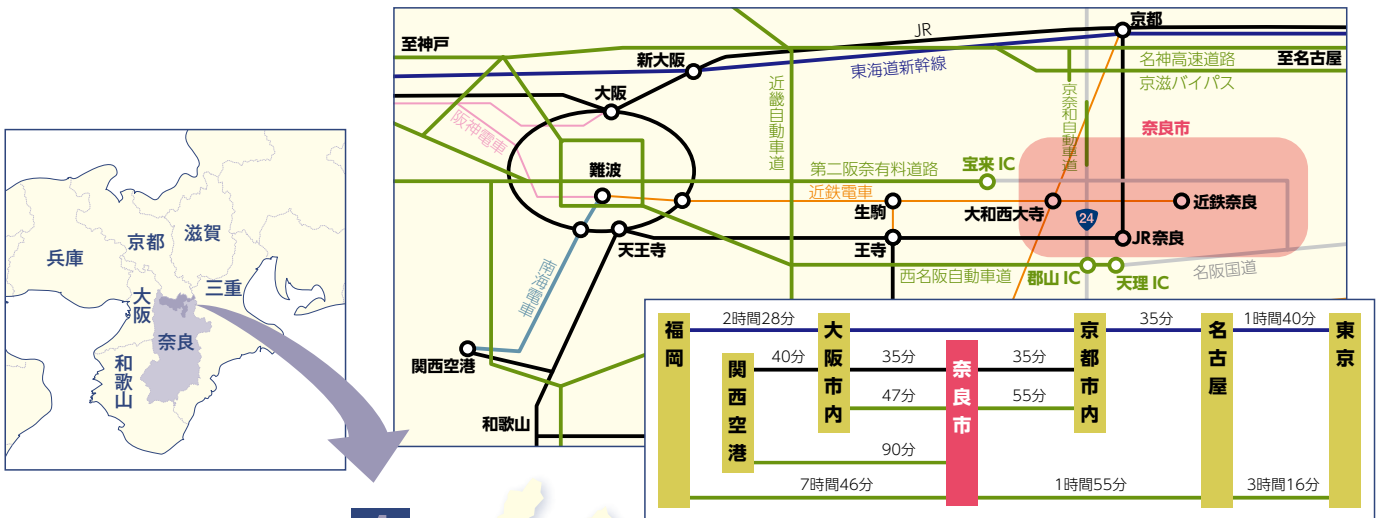 兵庫
京都
滋賀
大阪
三重
奈良
和歌山
至神戸
新大阪
JR
京都
東海道新幹線
名神高速道路
至名古屋
京滋バイパス
大阪
阪神電車
近畿自動車道
京奈和自動車道
奈良市
難波
第二阪奈有料道路
宝来 IC
近鉄電車
生駒
大和西大寺
近鉄奈良
24
天王寺
王寺
JR 奈良
南海電車
西名阪自動車道
郡山 IC
天理 IC
名阪国道
関西空港
和歌山
福岡
2時間28分
大阪市内
京都市内
35分
名古屋
1時間40分
東京
関西空港
40分
35分
奈良市
35分
47分
55分
90分
7時間46分
1時間55分
3時間16分